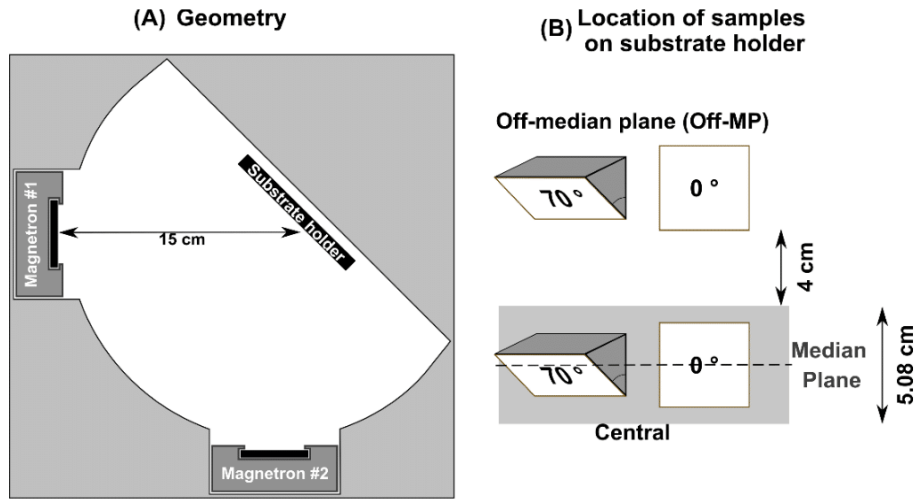 (A) Geometry
Magnetron #1
15 cm
Substrate holder
Magnetron #2
(B) Location of samples
on substrate holder
Off-median plane (Off-MP)
70°
0 °
4 cm
70°
0 °
Median
Plane
5.08 cm
Central